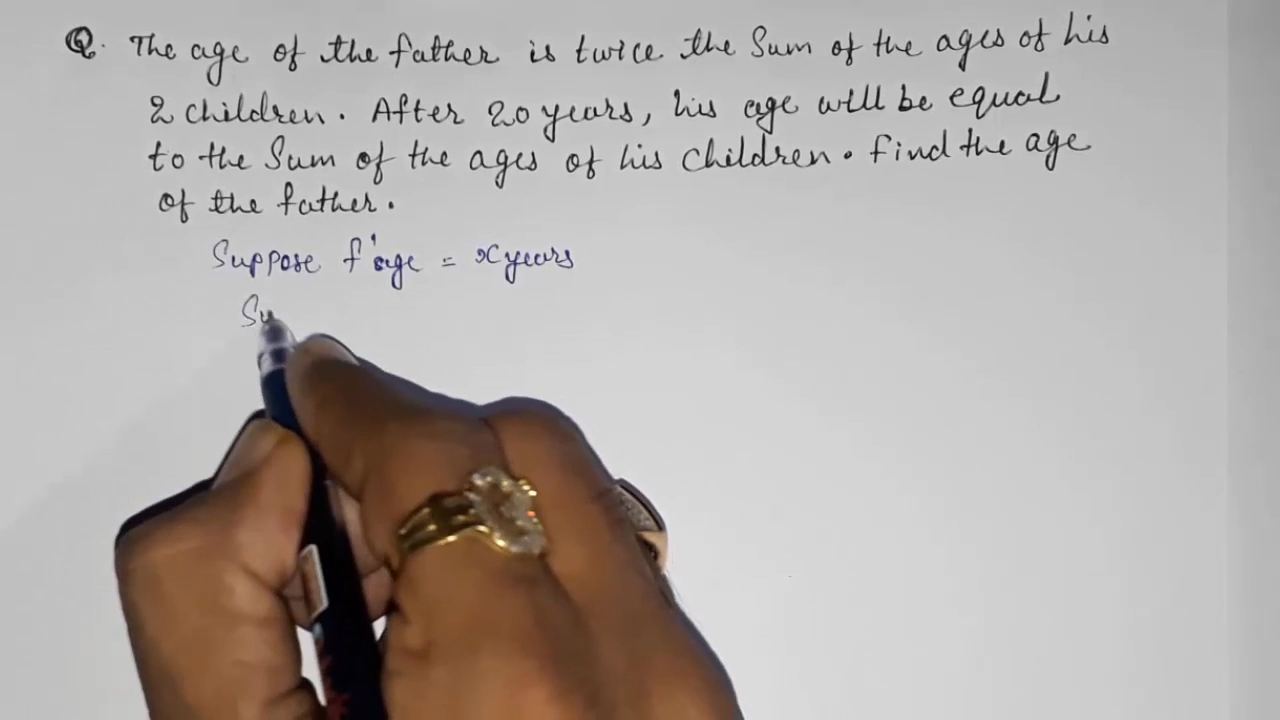 Q. The age of the father is twice the Sum of the ages of his
2 children. After 20 years, his age will be equal
to the Sum of the ages of his children. find the age
of the father.
Suppose f's age = x years
Su